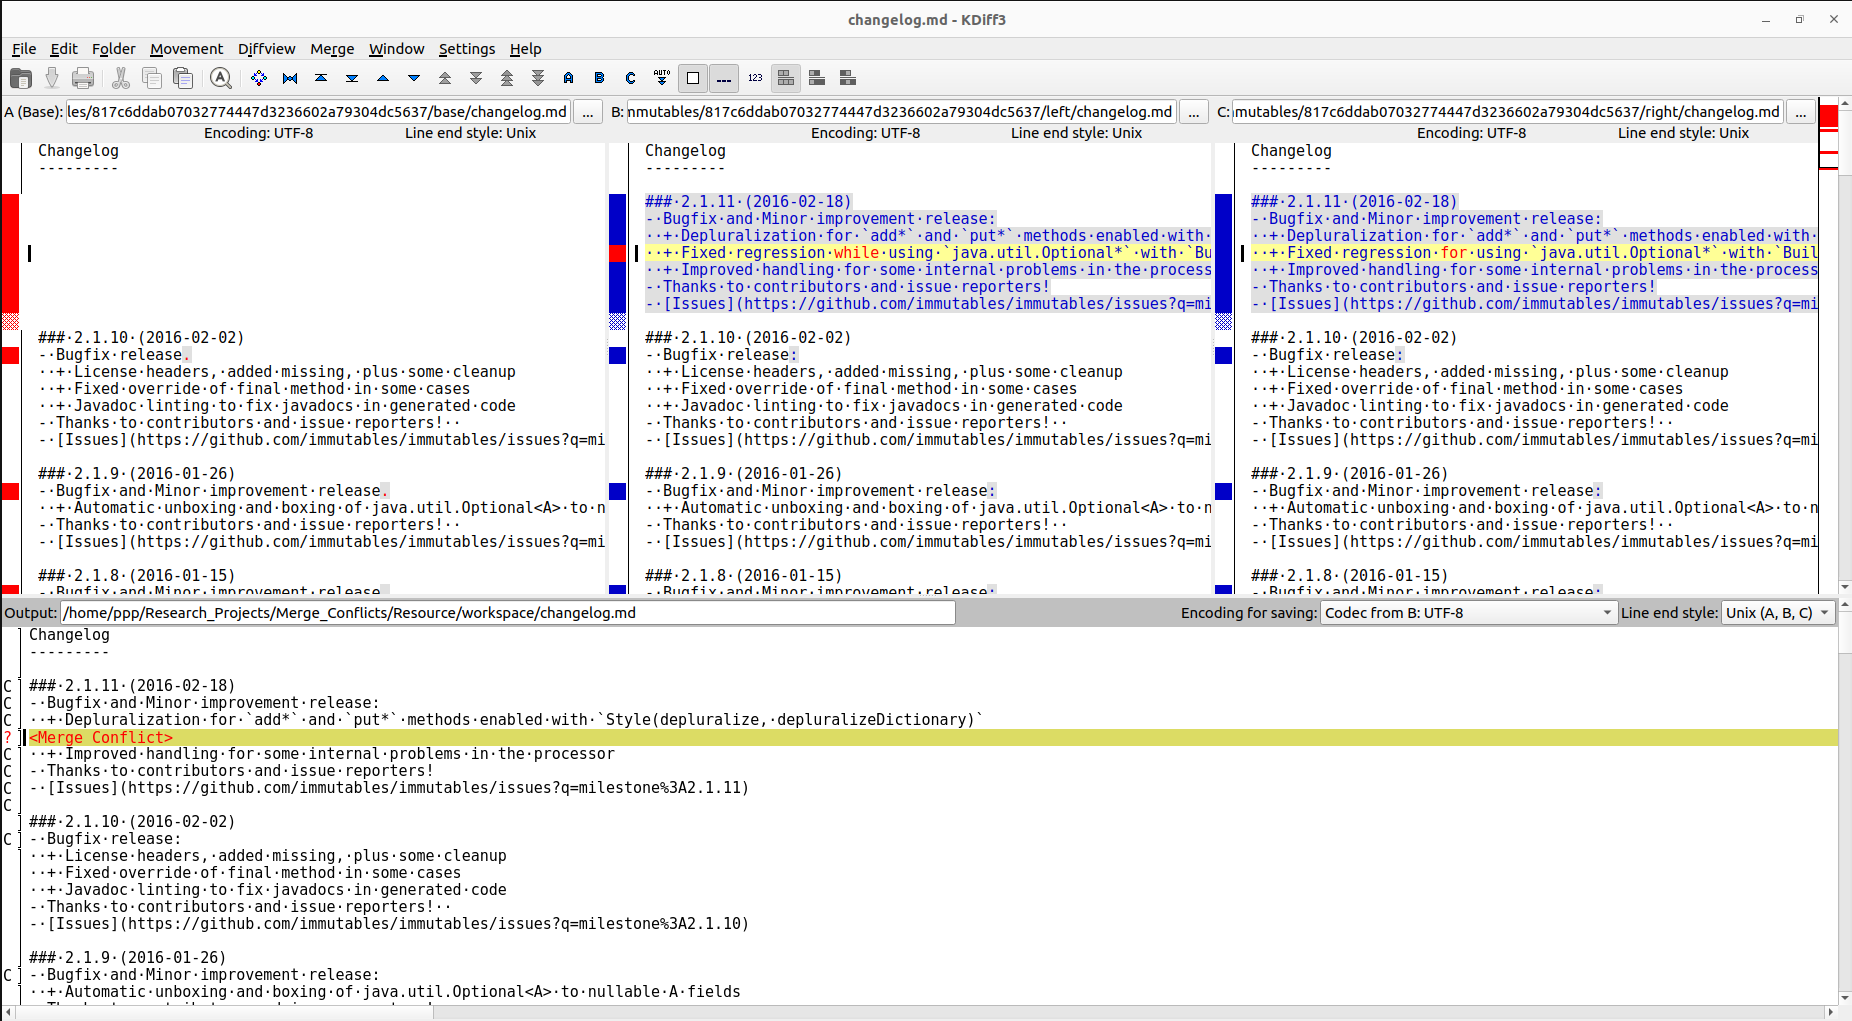 changelog.md - KDiff3
File Edit Folder Movement Diffview Merge Window Settings Help
A B C AUTO 123
A (Base): les/817c6ddab07032774447d3236602a79304dc5637/base/changelog.md ...
Encoding: UTF-8 Line end style: Unix
Changelog
---------
###·2.1.10·(2016-02-02)
-·Bugfix·release.
··+·License·headers,·added·missing,·plus·some·cleanup
··+·Fixed·override·of·final·method·in·some·cases
··+·Javadoc·linting·to·fix·javadocs·in·generated·code
-·Thanks·to·contributors·and·issue·reporters!··
-·[Issues](https://github.com/immutables/immutables/issues?q=mi
###·2.1.9·(2016-01-26)
-·Bugfix·and·Minor·improvement·release.
··+·Automatic·unboxing·and·boxing·of·java.util.Optional<A>·to·n
-·Thanks·to·contributors·and·issue·reporters!··
-·[Issues](https://github.com/immutables/immutables/issues?q=mi
###·2.1.8·(2016-01-15)
-·Bugfix·and·Minor·improvement·release.
B: mmutables/817c6ddab07032774447d3236602a79304dc5637/left/changelog.md ...
Encoding: UTF-8 Line end style: Unix
Changelog
---------
###·2.1.11·(2016-02-18)
-·Bugfix·and·Minor·improvement·release:
··+·Depluralization·for·`add*`·and·`put*`·methods·enabled·with·
··+·Fixed·regression·while·using·`java.util.Optional*`·with·`Bu
··+·Improved·handling·for·some·internal·problems·in·the·process
-·Thanks·to·contributors·and·issue·reporters!
-·[Issues](https://github.com/immutables/immutables/issues?q=mi
###·2.1.10·(2016-02-02)
-·Bugfix·release:
··+·License·headers,·added·missing,·plus·some·cleanup
··+·Fixed·override·of·final·method·in·some·cases
··+·Javadoc·linting·to·fix·javadocs·in·generated·code
-·Thanks·to·contributors·and·issue·reporters!··
-·[Issues](https://github.com/immutables/immutables/issues?q=mi
###·2.1.9·(2016-01-26)
-·Bugfix·and·Minor·improvement·release:
··+·Automatic·unboxing·and·boxing·of·java.util.Optional<A>·to·n
-·Thanks·to·contributors·and·issue·reporters!··
-·[Issues](https://github.com/immutables/immutables/issues?q=mi
###·2.1.8·(2016-01-15)
-·Bugfix·and·Minor·improvement·release:
C: mutables/817c6ddab07032774447d3236602a79304dc5637/right/changelog.md ...
Encoding: UTF-8 Line end style: Unix
Changelog
---------
###·2.1.11·(2016-02-18)
-·Bugfix·and·Minor·improvement·release:
··+·Depluralization·for·`add*`·and·`put*`·methods·enabled·with·
··+·Fixed·regression·for·using·`java.util.Optional*`·with·`Buil
··+·Improved·handling·for·some·internal·problems·in·the·process
-·Thanks·to·contributors·and·issue·reporters!
-·[Issues](https://github.com/immutables/immutables/issues?q=mi
###·2.1.10·(2016-02-02)
-·Bugfix·release:
··+·License·headers,·added·missing,·plus·some·cleanup
··+·Fixed·override·of·final·method·in·some·cases
··+·Javadoc·linting·to·fix·javadocs·in·generated·code
-·Thanks·to·contributors·and·issue·reporters!··
-·[Issues](https://github.com/immutables/immutables/issues?q=mi
###·2.1.9·(2016-01-26)
-·Bugfix·and·Minor·improvement·release:
··+·Automatic·unboxing·and·boxing·of·java.util.Optional<A>·to·n
-·Thanks·to·contributors·and·issue·reporters!··
-·[Issues](https://github.com/immutables/immutables/issues?q=mi
###·2.1.8·(2016-01-15)
-·Bugfix·and·Minor·improvement·release:
Output: /home/ppp/Research_Projects/Merge_Conflicts/Resource/workspace/changelog.md Encoding for saving: Codec from B: UTF-8 Line end style: Unix (A, B, C)
Changelog
---------
C ###·2.1.11·(2016-02-18)
C -·Bugfix·and·Minor·improvement·release:
C ··+·Depluralization·for·`add*`·and·`put*`·methods·enabled·with·`Style(depluralize,·depluralizeDictionary)`
? <Merge Conflict>
C ··+·Improved·handling·for·some·internal·problems·in·the·processor
C -·Thanks·to·contributors·and·issue·reporters!
C -·[Issues](https://github.com/immutables/immutables/issues?q=milestone%3A2.1.11)
C
###·2.1.10·(2016-02-02)
C -·Bugfix·release:
··+·License·headers,·added·missing,·plus·some·cleanup
··+·Fixed·override·of·final·method·in·some·cases
··+·Javadoc·linting·to·fix·javadocs·in·generated·code
-·Thanks·to·contributors·and·issue·reporters!··
-·[Issues](https://github.com/immutables/immutables/issues?q=milestone%3A2.1.10)
###·2.1.9·(2016-01-26)
C -·Bugfix·and·Minor·improvement·release:
··+·Automatic·unboxing·and·boxing·of·java.util.Optional<A>·to·nullable·A·fields